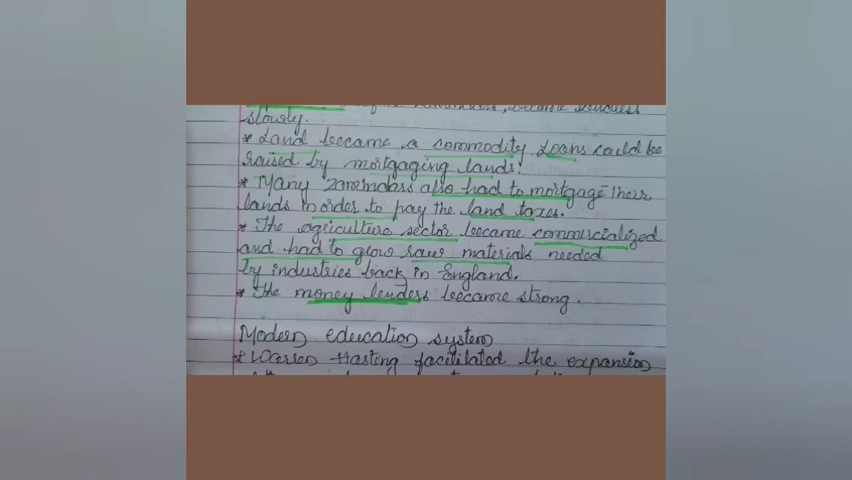 slowly.
* Land became a commodity Loans could be
raised by mortgaging lands.
* Many zamindars also had to mortgage their
lands in order to pay the land taxes.
* The agriculture sector became commercialized
and had to grow raw materials needed
by industries back in England.
* The money lenders became strong.
Modern education system
* Warren Hasting facilitated the expansion